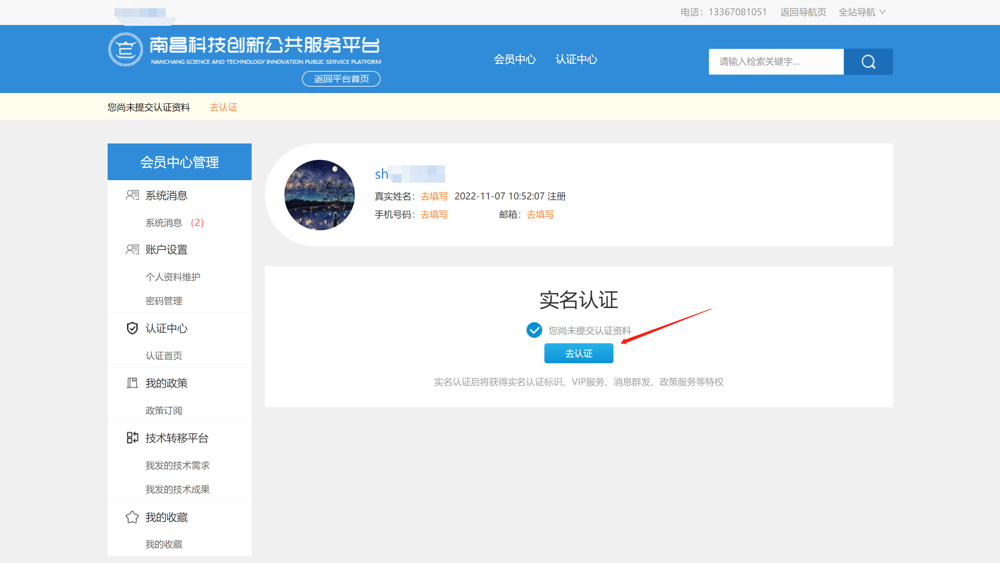 电话：13367081051 返回导航页 全站导航
南昌科技创新公共服务平台
NANCHANG SCIENCE AND TECHNOLOGY INNOVATION PUBLIC SERVICE PLATFORM
返回平台首页
会员中心 认证中心
请输入检索关键字...
您尚未提交认证资料 去认证
会员中心管理
系统消息
系统消息 （2）
账户设置
个人资料维护
密码管理
认证中心
认证首页
我的政策
政策订阅
技术转移平台
我发的技术需求
我发的技术成果
我的收藏
我的收藏
sh
真实姓名：去填写 2022-11-07 10:52:07 注册
手机号码：去填写 邮箱：去填写
实名认证
您尚未提交认证资料
去认证
实名认证后将获得实名认证标识、VIP服务、消息群发、政策服务等特权